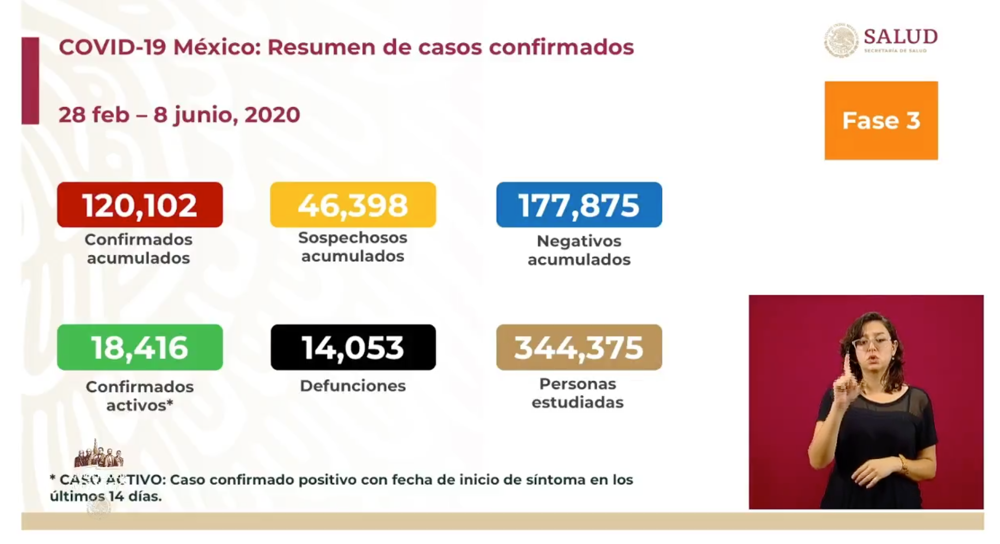 COVID-19 México: Resumen de casos confirmados
SALUD
SECRETARÍA DE SALUD
28 feb – 8 junio, 2020
Fase 3
120,102
46,398
177,875
Confirmados
acumulados
Sospechosos
acumulados
Negativos
acumulados
18,416
14,053
344,375
Confirmados
activos*
Defunciones
Personas
estudiadas
* CASO ACTIVO: Caso confirmado positivo con fecha de inicio de síntoma en los
últimos 14 días.